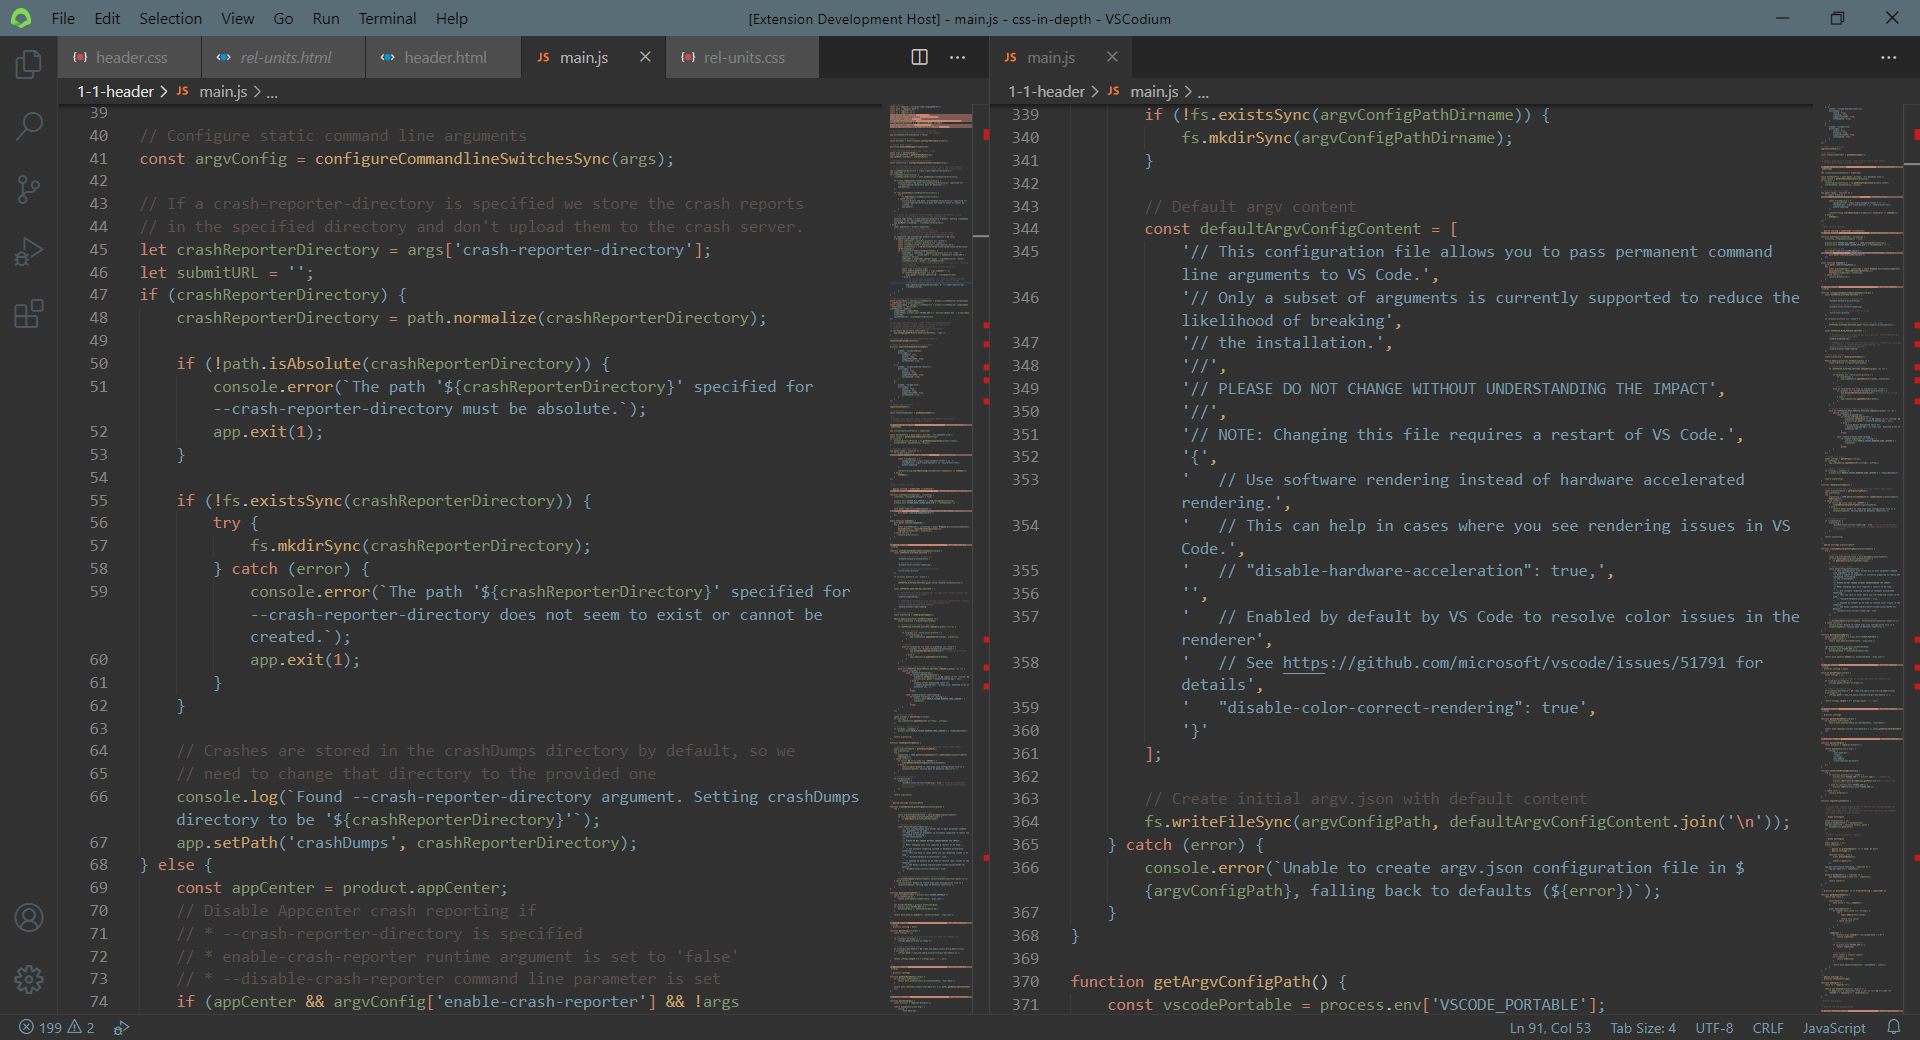 File Edit Selection View Go Run Terminal Help
[Extension Development Host] - main.js - css-in-depth - VSCodium
header.css
rel-units.html
header.html
JS main.js
rel-units.css
1-1-header > JS main.js > ...
39
40 // Configure static command line arguments
41 const argvConfig = configureCommandlineSwitchesSync(args);
42
43 // If a crash-reporter-directory is specified we store the crash reports
44 // in the specified directory and don't upload them to the crash server.
45 let crashReporterDirectory = args['crash-reporter-directory'];
46 let submitURL = '';
47 if (crashReporterDirectory) {
48 crashReporterDirectory = path.normalize(crashReporterDirectory);
49
50 if (!path.isAbsolute(crashReporterDirectory)) {
51 console.error(`The path '${crashReporterDirectory}' specified for
--crash-reporter-directory must be absolute.`);
52 app.exit(1);
53 }
54
55 if (!fs.existsSync(crashReporterDirectory)) {
56 try {
57 fs.mkdirSync(crashReporterDirectory);
58 } catch (error) {
59 console.error(`The path '${crashReporterDirectory}' specified for
--crash-reporter-directory does not seem to exist or cannot be
created.`);
60 app.exit(1);
61 }
62 }
63
64 // Crashes are stored in the crashDumps directory by default, so we
65 // need to change that directory to the provided one
66 console.log(`Found --crash-reporter-directory argument. Setting crashDumps
directory to be '${crashReporterDirectory}'`);
67 app.setPath('crashDumps', crashReporterDirectory);
68 } else {
69 const appCenter = product.appCenter;
70 // Disable Appcenter crash reporting if
71 // * --crash-reporter-directory is specified
72 // * enable-crash-reporter runtime argument is set to 'false'
73 // * --disable-crash-reporter command line parameter is set
74 if (appCenter && argvConfig['enable-crash-reporter'] && !args
JS main.js
1-1-header > JS main.js > ...
339 if (!fs.existsSync(argvConfigPathDirname)) {
340 fs.mkdirSync(argvConfigPathDirname);
341 }
342
343 // Default argv content
344 const defaultArgvConfigContent = [
345 '// This configuration file allows you to pass permanent command
line arguments to VS Code.',
346 '// Only a subset of arguments is currently supported to reduce the
likelihood of breaking',
347 '// the installation.',
348 '//',
349 '// PLEASE DO NOT CHANGE WITHOUT UNDERSTANDING THE IMPACT',
350 '//',
351 '// NOTE: Changing this file requires a restart of VS Code.',
352 '{',
353 ' // Use software rendering instead of hardware accelerated
rendering.',
354 ' // This can help in cases where you see rendering issues in VS
Code.',
355 ' // "disable-hardware-acceleration": true,',
356 '',
357 ' // Enabled by default by VS Code to resolve color issues in the
renderer',
358 ' // See https://github.com/microsoft/vscode/issues/51791 for
details',
359 ' "disable-color-correct-rendering": true',
360 '}'
361 ];
362
363 // Create initial argv.json with default content
364 fs.writeFileSync(argvConfigPath, defaultArgvConfigContent.join('\n'));
365 } catch (error) {
366 console.error(`Unable to create argv.json configuration file in $
{argvConfigPath}, falling back to defaults (${error})`);
367 }
368 }
369
370 function getArgvConfigPath() {
371 const vscodePortable = process.env['VSCODE_PORTABLE'];
199 2
Ln 91, Col 53 Tab Size: 4 UTF-8 CRLF JavaScript